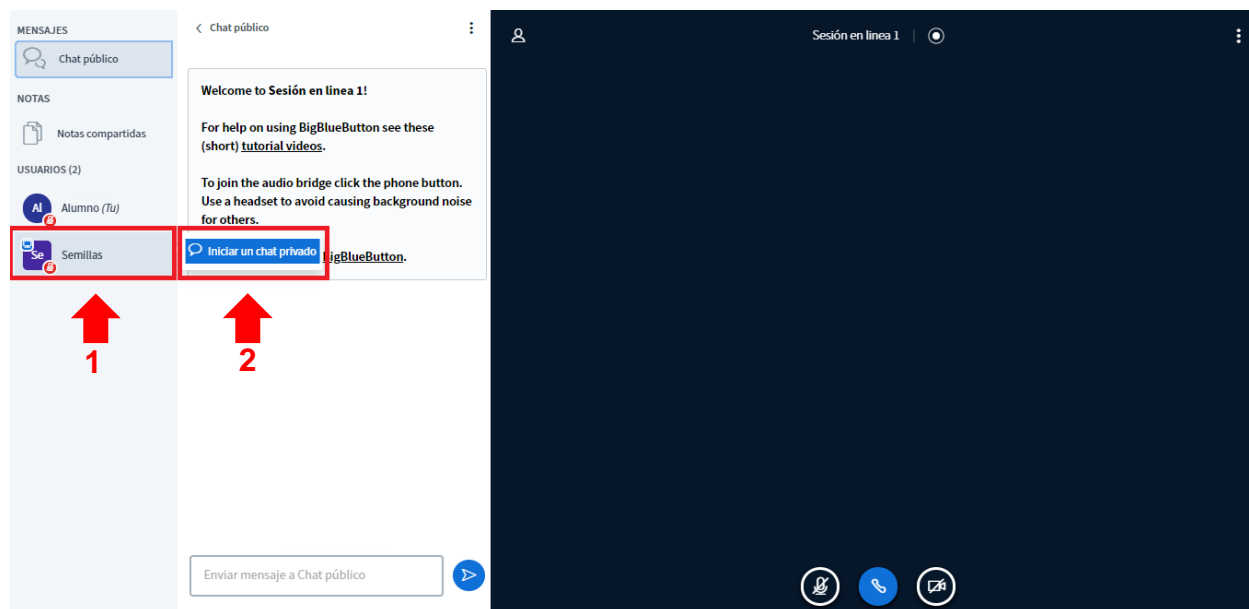 MENSAJES
Chat público
NOTAS
Notas compartidas
USUARIOS (2)
Al Alumno (Tu)
Se Semillas
1
Chat público
Welcome to Sesión en linea 1!
For help on using BigBlueButton see these
(short) tutorial videos.
To join the audio bridge click the phone button.
Use a headset to avoid causing background noise
for others.
Iniciar un chat privado
BigBlueButton.
2
Enviar mensaje a Chat público
Sesión en linea 1